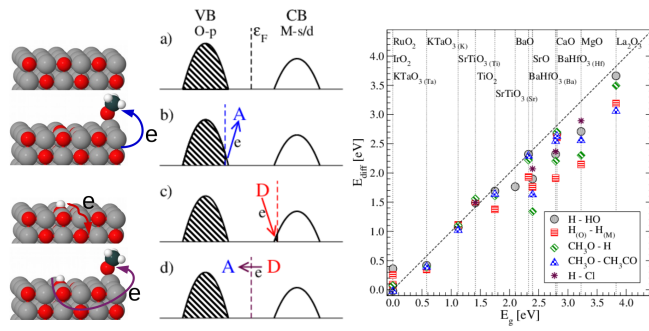 VB
O-p
ε_F
CB
M-s/d
a)
b)
A
e
c)
D
e
d)
A
e
D
e
e
e
RuO₂
IrO₂
KTaO₃(Ta)
KTaO₃(K)
SrTiO₃(Ti)
TiO₂
SrTiO₃(Sr)
BaO
SrO
BaHfO₃(Ba)
CaO
BaHfO₃(Hf)
MgO
La₂O₃
E_diff [eV]
4.0
3.5
3.0
2.5
2.0
1.5
1.0
0.5
0.0
H - HO
H(O) - H(M)
CH₃O - H
CH₃O - CH₃CO
H - Cl
0.0 0.5 1.0 1.5 2.0 2.5 3.0 3.5 4.0
E_g [eV]